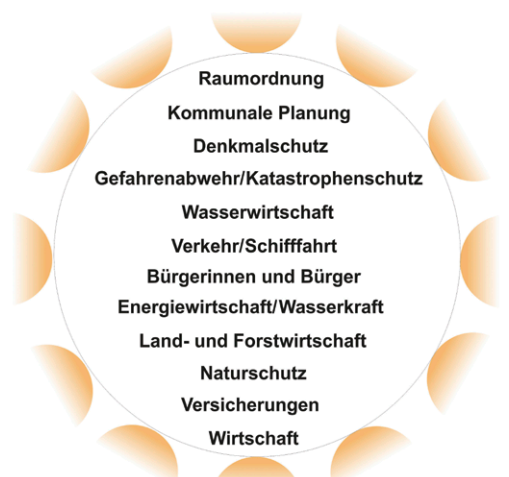 Raumordnung
Kommunale Planung
Denkmalschutz
Gefahrenabwehr/Katastrophenschutz
Wasserwirtschaft
Verkehr/Schifffahrt
Bürgerinnen und Bürger
Energiewirtschaft/Wasserkraft
Land- und Forstwirtschaft
Naturschutz
Versicherungen
Wirtschaft